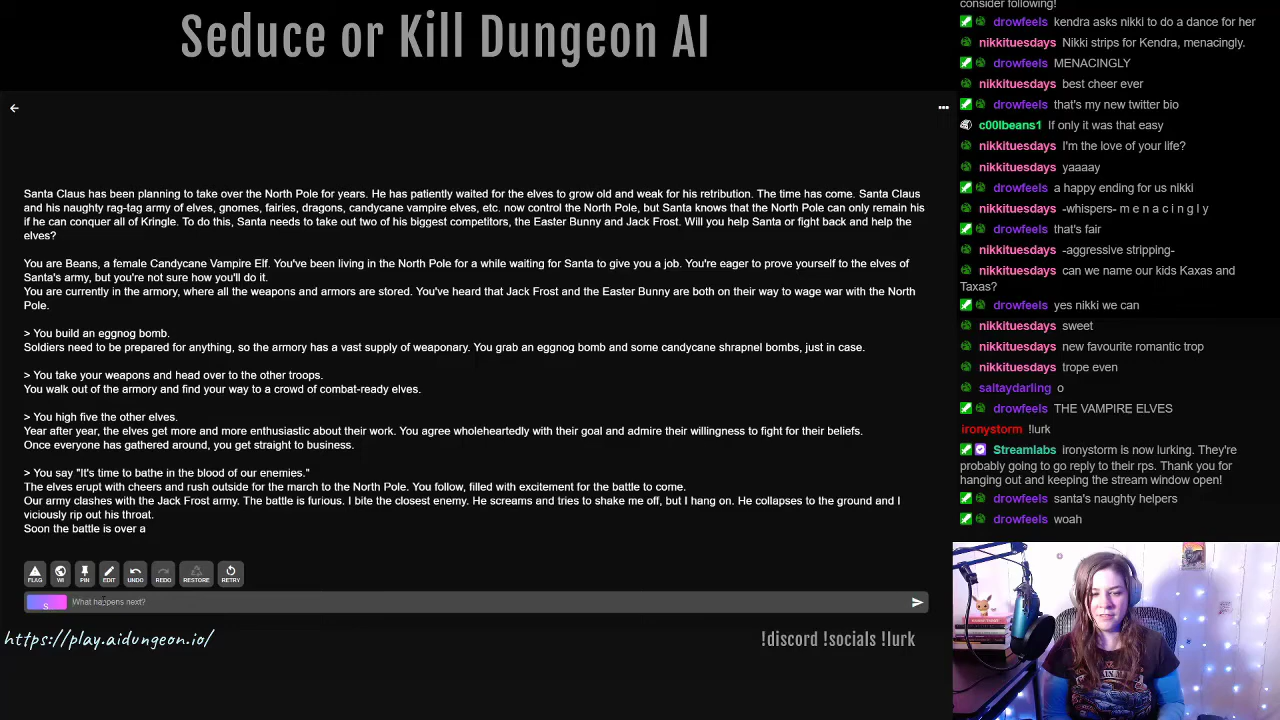 Seduce or Kill Dungeon AI
Santa Claus has been planning to take over the North Pole for years. He has patiently waited for the elves to grow old and weak for his retribution. The time has come. Santa Claus
and his naughty rag-tag army of elves, gnomes, fairies, dragons, candycane vampire elves, etc. now control the North Pole, but Santa knows that the North Pole can only remain his
if he can conquer all of Kringle. To do this, Santa needs to take out two of his biggest competitors, the Easter Bunny and Jack Frost. Will you help Santa or fight back and help the
elves?
You are Beans, a female Candycane Vampire Elf. You've been living in the North Pole for a while waiting for Santa to give you a job. You're eager to prove yourself to the elves of
Santa's army, but you're not sure how you'll do it.
You are currently in the armory, where all the weapons and armors are stored. You've heard that Jack Frost and the Easter Bunny are both on their way to wage war with the North
Pole.
> You build an eggnog bomb.
Soldiers need to be prepared for anything, so the armory has a vast supply of weaponary. You grab an eggnog bomb and some candycane shrapnel bombs, just in case.
> You take your weapons and head over to the other troops.
You walk out of the armory and find your way to a crowd of combat-ready elves.
> You high five the other elves.
Year after year, the elves get more and more enthusiastic about their work. You agree wholeheartedly with their goal and admire their willingness to fight for their beliefs.
Once everyone has gathered around, you get straight to business.
> You say "It's time to bathe in the blood of our enemies."
The elves erupt with cheers and rush outside for the march to the North Pole. You follow, filled with excitement for the battle to come.
Our army clashes with the Jack Frost army. The battle is furious. I bite the closest enemy. He screams and tries to shake me off, but I hang on. He collapses to the ground and I
viciously rip out his throat.
Soon the battle is over a
FLAG WI PIN EDIT UNDO REDO RESTORE RETRY
S What happens next?
https://play.aidungeon.io/
!discord !socials !lurk
consider following!
drowfeels kendra asks nikki to do a dance for her
nikkituesdays Nikki strips for Kendra, menacingly.
drowfeels MENACINGLY
nikkituesdays best cheer ever
drowfeels that's my new twitter bio
c00lbeans1 If only it was that easy
nikkituesdays I'm the love of your life?
nikkituesdays yaaaay
drowfeels a happy ending for us nikki
nikkituesdays -whispers- m e n a c i n g l y
drowfeels that's fair
nikkituesdays -aggressive stripping-
nikkituesdays can we name our kids Kaxas and
Taxas?
drowfeels yes nikki we can
nikkituesdays sweet
nikkituesdays new favourite romantic trop
nikkituesdays trope even
saltaydarling o
drowfeels THE VAMPIRE ELVES
ironystorm !lurk
Streamlabs ironystorm is now lurking. They're
probably going to go reply to their rps. Thank you for
hanging out and keeping the stream window open!
drowfeels santa's naughty helpers
drowfeels woah